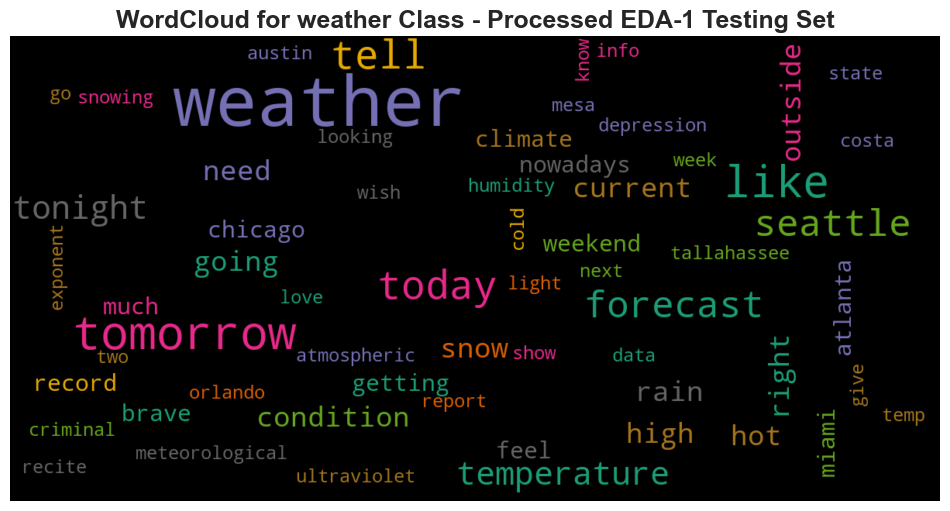 WordCloud for weather Class - Processed EDA-1 Testing Set
austin
tell
know
info
outside
state
go
snowing
weather
mesa
depression
looking
climate
costa
need
nowadays
week
like
wish
humidity
current
tonight
seattle
chicago
cold
weekend
tallahassee
exponent
going
next
today
light
atlanta
much
love
forecast
tomorrow
two
atmospheric
snow
show
data
right
record
orlando
getting
report
rain
give
brave
condition
temp
criminal
high
hot
miami
recite
meteorological
feel
ultraviolet
temperature